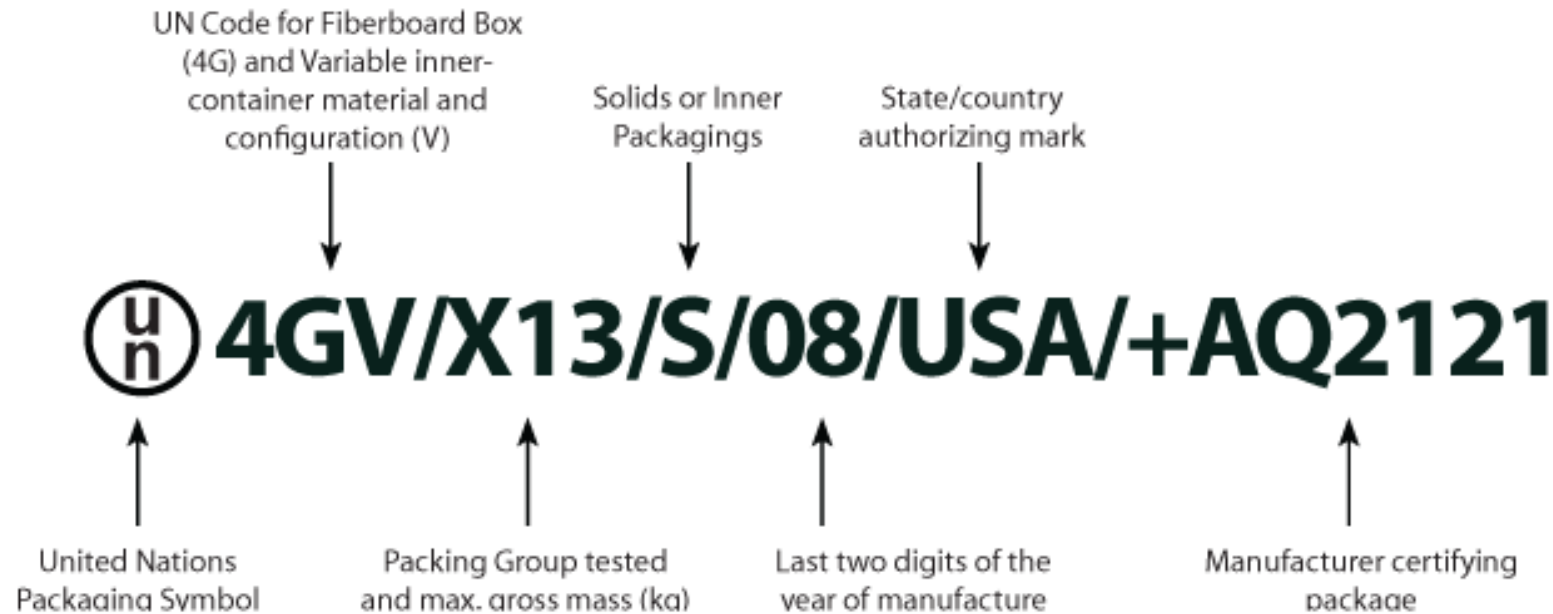 UN Code for Fiberboard Box
(4G) and Variable inner-
container material and
configuration (V)
Solids or Inner
Packagings
State/country
authorizing mark
un 4GV/X13/S/08/USA/+AQ2121
United Nations
Packaging Symbol
Packing Group tested
and max. gross mass (kg)
Last two digits of the
year of manufacture
Manufacturer certifying
package